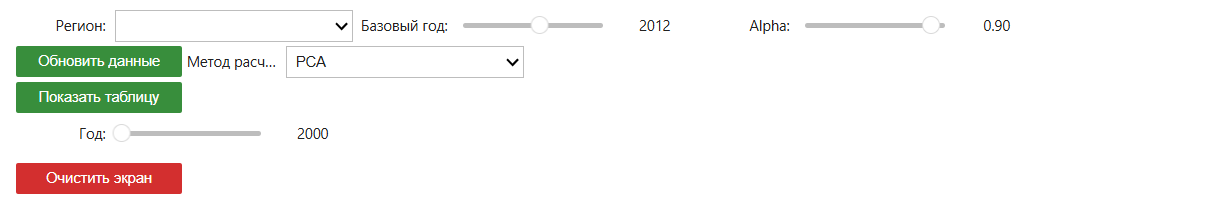 Регион: Базовый год: 2012 Alpha: 0.90
Обновить данные Метод расч... PCA
Показать таблицу
Год: 2000
Очистить экран